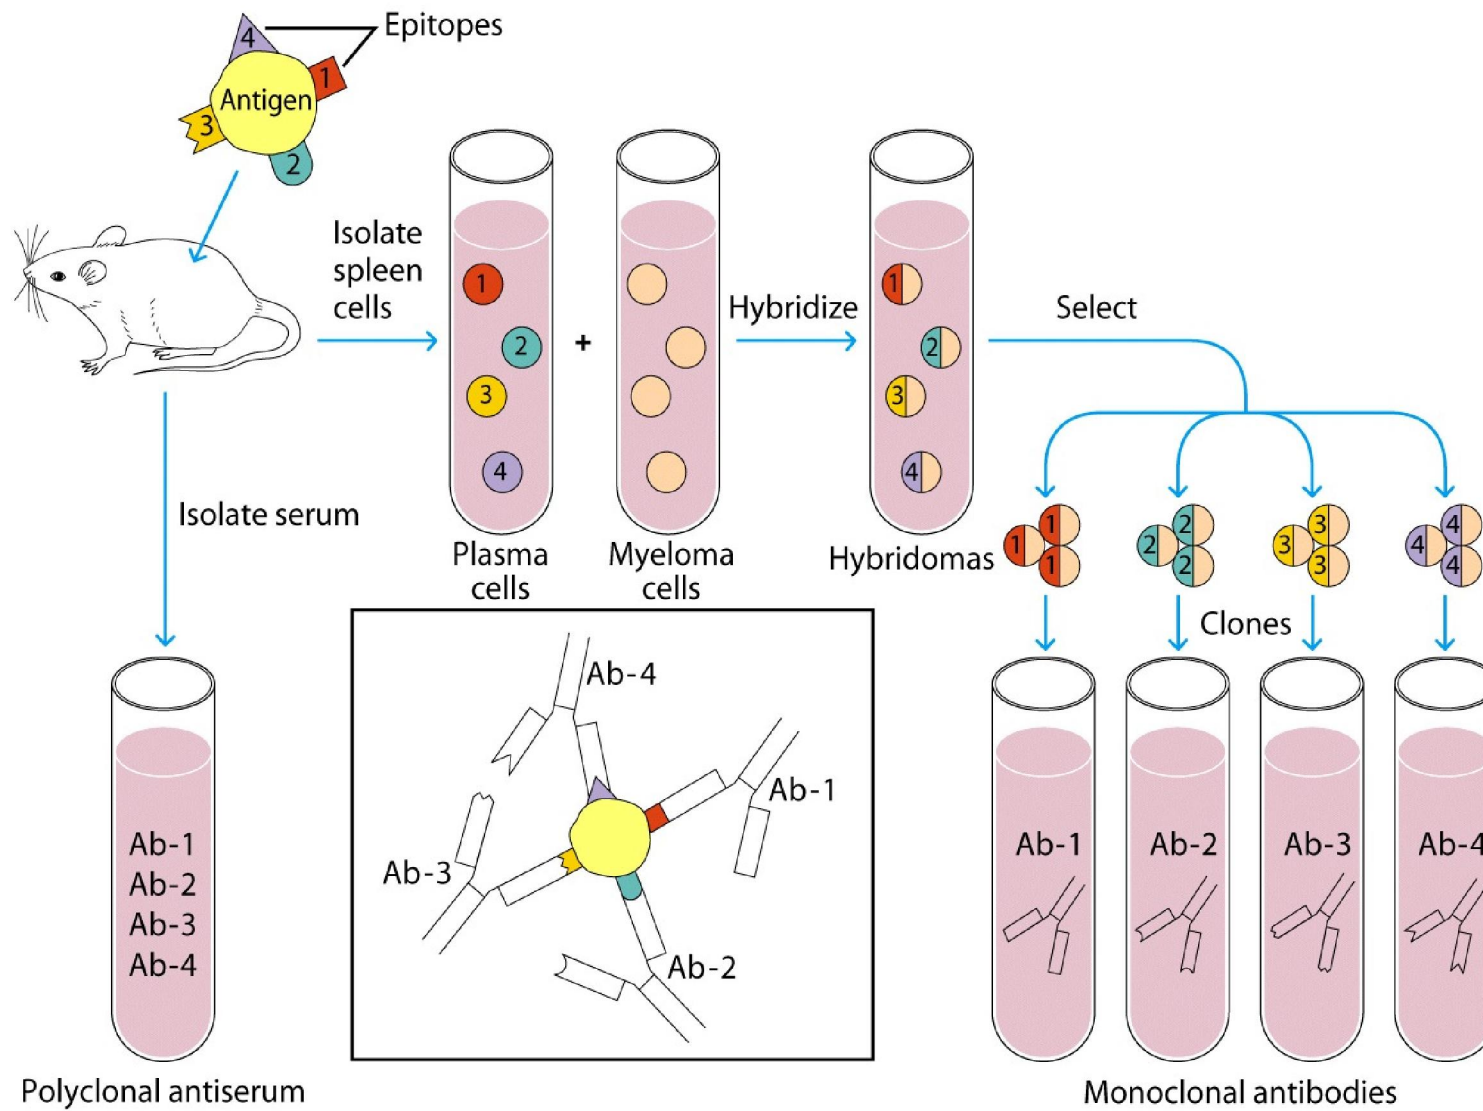 Epitopes
4
1
Antigen
3
2
Isolate
spleen
cells
1
2
3
4
+
Hybridize
1
2
3
4
Select
Isolate serum
Plasma
cells
Myeloma
cells
Hybridomas
1 1 1
2 2 2
3 3 3
4 4 4
Clones
Ab-4
Ab-1
Ab-3
Ab-2
Ab-1
Ab-2
Ab-3
Ab-4
Ab-1
Ab-2
Ab-3
Ab-4
Polyclonal antiserum
Monoclonal antibodies